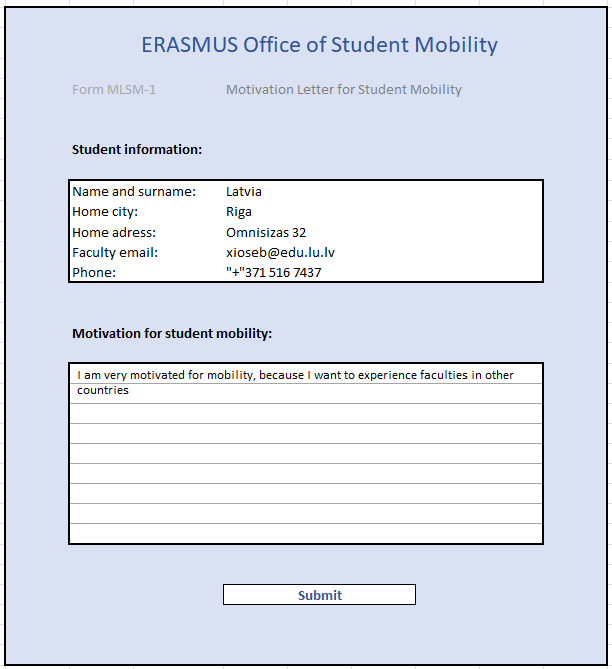 ERASMUS Office of Student Mobility
Form MLSM-1 Motivation Letter for Student Mobility
Student information:
Name and surname: Latvia
Home city: Riga
Home adress: Omnisizas 32
Faculty email: xioseb@edu.lu.lv
Phone: "+"371 516 7437
Motivation for student mobility:
I am very motivated for mobility, because I want to experience faculties in other
countries
Submit